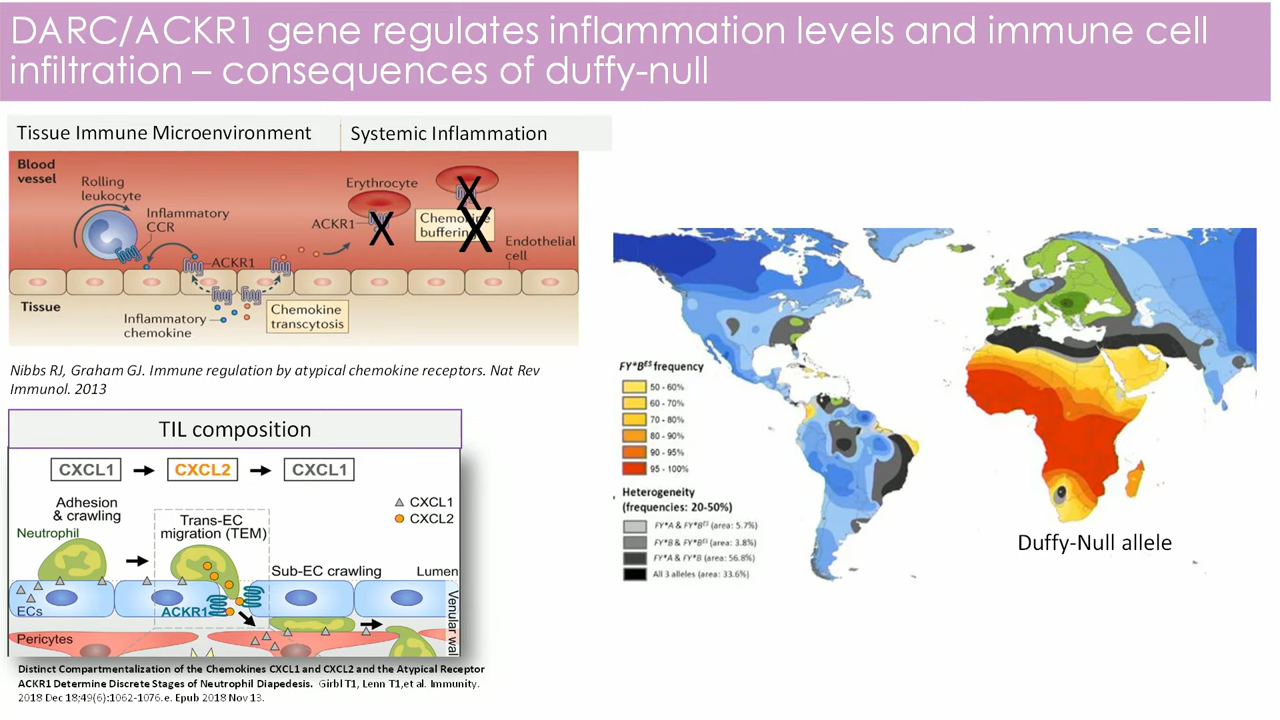 DARC/ACKR1 gene regulates inflammation levels and immune cell
infiltration – consequences of duffy-null
Tissue Immune Microenvironment
Systemic Inflammation
Blood
vessel
Rolling
leukocyte
Inflammatory
CCR
ACKR1
Erythrocyte
ACKR1
Chemokine
buffering
Endothelial
cell
Tissue
Inflammatory
chemokine
Chemokine
transcytosis
Nibbs RJ, Graham GJ. Immune regulation by atypical chemokine receptors. Nat Rev
Immunol. 2013
TIL composition
CXCL1
CXCL2
CXCL1
Adhesion
& crawling
CXCL1
CXCL2
Neutrophil
Trans-EC
migration (TEM)
Sub-EC crawling
Lumen
ECs
ACKR1
Pericytes
Venular wal
Distinct Compartmentalization of the Chemokines CXCL1 and CXCL2 and the Atypical Receptor
ACKR1 Determine Discrete Stages of Neutrophil Diapedesis. Girbl T1, Lenn T1,et al. Immunity.
2018 Dec 18;49(6):1062-1076.e. Epub 2018 Nov 13.
FY*B^ES frequency
50 - 60%
60 - 70%
70 - 80%
80 - 90%
90 - 95%
95 - 100%
Heterogeneity
(frequencies: 20-50%)
FY*A & FY*B^ES (area: 5.7%)
FY*B & FY*B^ES (area: 3.8%)
FY*A & FY*B (area: 56.8%)
All 3 alleles (area: 33.6%)
Duffy-Null allele